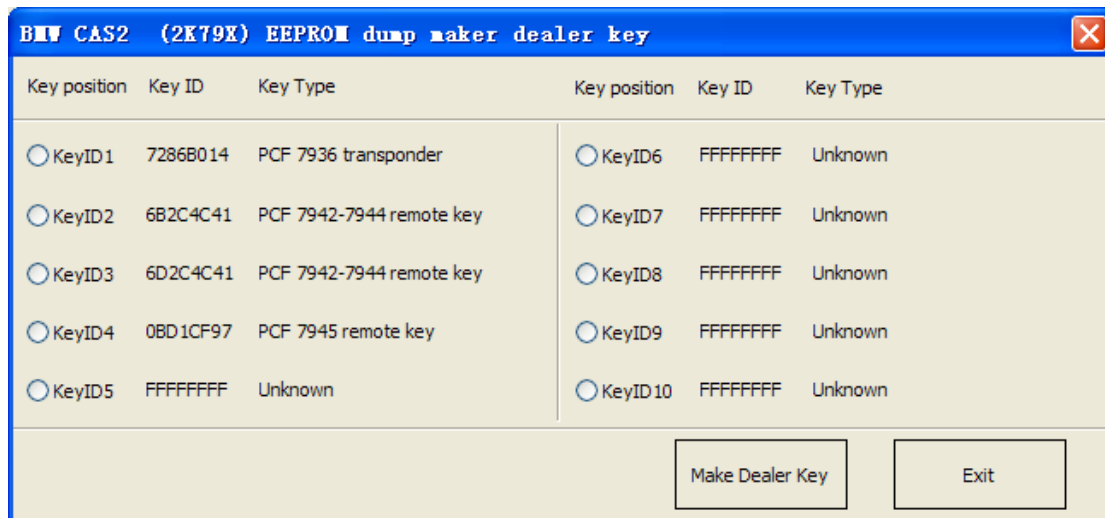 BMW CAS2 (2K79X) EEPROM dump maker dealer key
Key position Key ID Key Type Key position Key ID Key Type
KeyID1 7286B014 PCF 7936 transponder KeyID6 FFFFFFFF Unknown
KeyID2 6B2C4C41 PCF 7942-7944 remote key KeyID7 FFFFFFFF Unknown
KeyID3 6D2C4C41 PCF 7942-7944 remote key KeyID8 FFFFFFFF Unknown
KeyID4 0BD1CF97 PCF 7945 remote key KeyID9 FFFFFFFF Unknown
KeyID5 FFFFFFFF Unknown KeyID10 FFFFFFFF Unknown
Make Dealer Key Exit